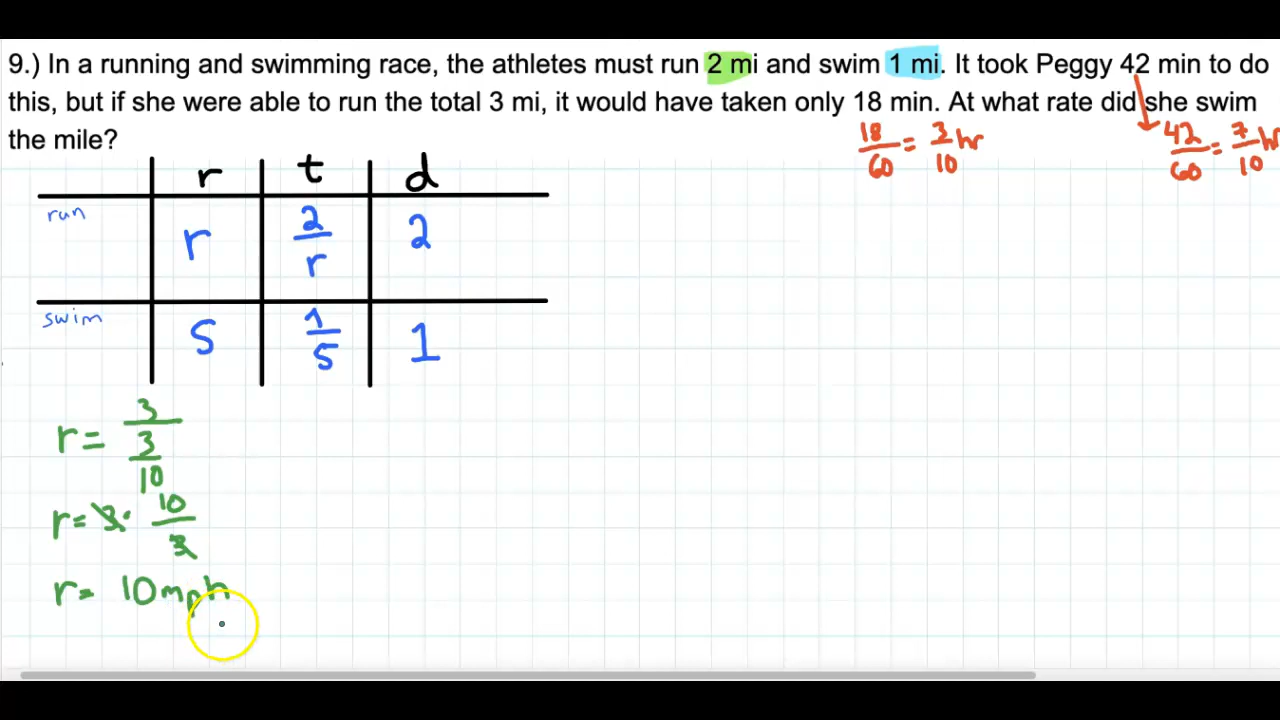 9.) In a running and swimming race, the athletes must run 2 mi and swim 1 mi. It took Peggy 42 min to do
this, but if she were able to run the total 3 mi, it would have taken only 18 min. At what rate did she swim
the mile?
18/60 = 3/10 hr
42/60 = 7/10 hr
r t d
run r 2/r 2
swim S 1/S 1
r = 3/(3/10)
r = 3 · 10/3
r = 10mph